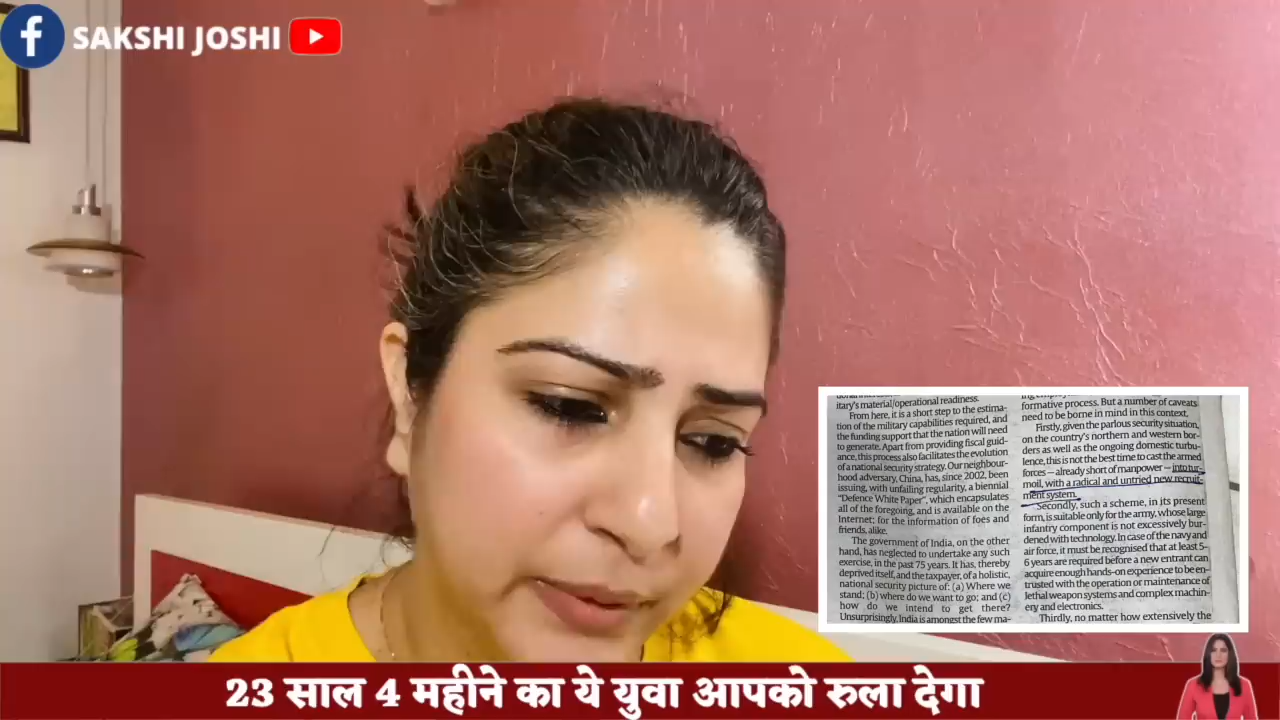 SAKSHI JOSHI
itary's material/operational readiness.
From here, it is a short step to the estima-
tion of the military capabilities required, and
the funding support that the nation will need
to generate. Apart from providing fiscal guid-
ance, this process also facilitates the evolution
of a national security strategy. Our neighbour-
hood adversary, China, has, since 2002, been
issuing, with unfailing regularity, a biennial
"Defence White Paper", which encapsulates
all of the foregoing, and is available on the
Internet; for the information of foes and
friends, alike.
The government of India, on the other
hand, has neglected to undertake any such
exercise, in the past 75 years. It has, thereby
deprived itself, and the taxpayer, of a holistic,
national security picture of: (a) Where we
stand; (b) where do we want to go; and (c)
how do we intend to get there?
Unsurprisingly, India is amongst the few ma-
formative process. But a number of caveats
need to be borne in mind in this context.
Firstly, given the parlous security situation,
on the country's northern and western bor-
ders as well as the ongoing domestic turbu-
lence, this is not the best time to cast the armed
forces — already short of manpower — into tur-
moil, with a radical and untried new recruit-
ment system.
Secondly, such a scheme, in its present
form, is suitable only for the army, whose large
infantry component is not excessively bur-
dened with technology. In case of the navy and
air force, it must be recognised that at least 5-
6 years are required before a new entrant can
acquire enough hands-on experience to be en-
trusted with the operation or maintenance of
lethal weapon systems and complex machin-
ery and electronics.
Thirdly, no matter how extensively the
23 साल 4 महीने का ये युवा आपको रुला देगा